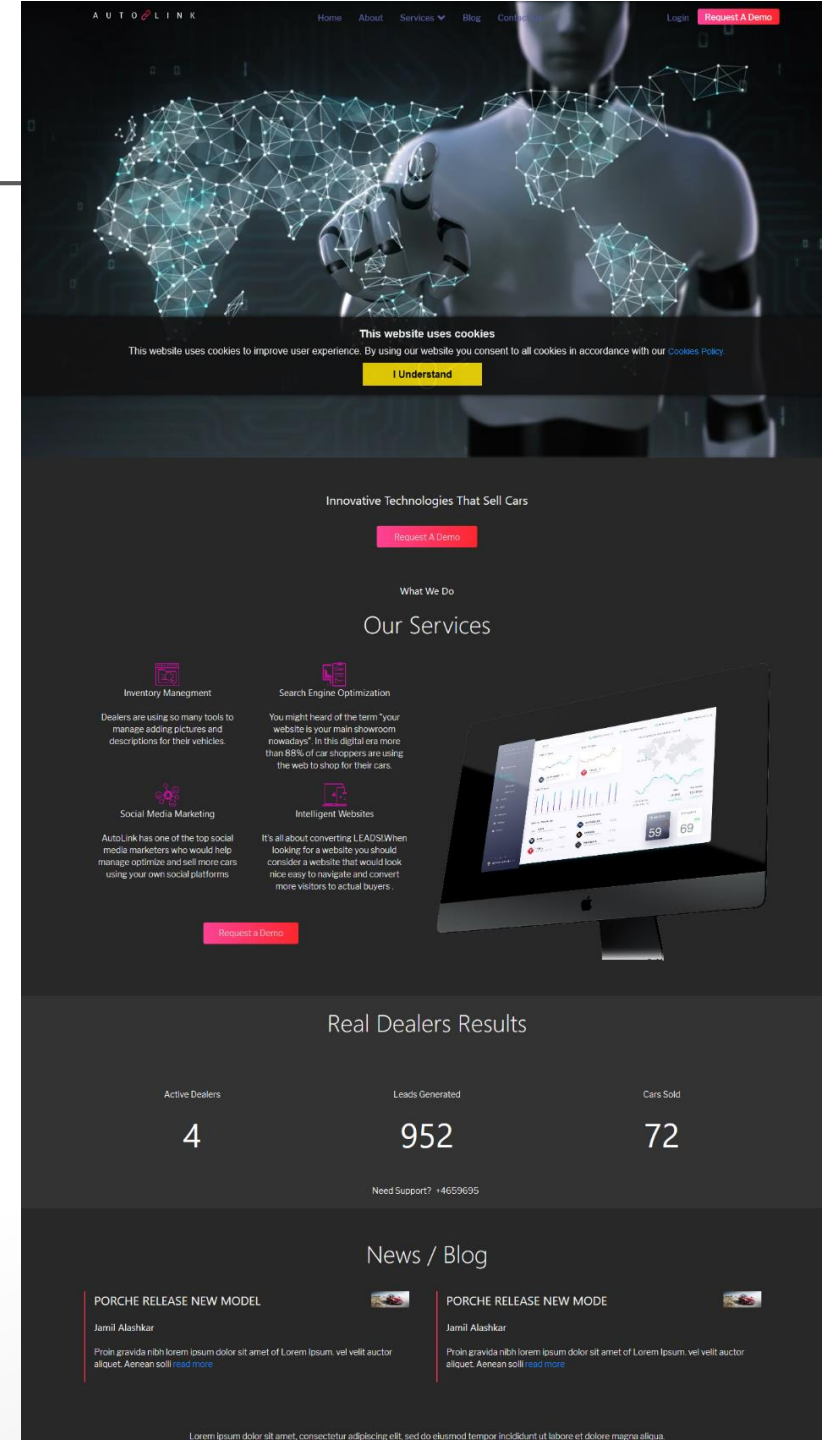 AUTOLINK
Home About Services Blog Contact
Login Request A Demo
This website uses cookies
This website uses cookies to improve user experience. By using our website you consent to all cookies in accordance with our Cookies Policy.
I Understand
Innovative Technologies That Sell Cars
Request A Demo
What We Do
Our Services
Inventory Manegment
Dealers are using so many tools to
manage adding pictures and
descriptions for their vehicles.
Search Engine Optimization
You might heard of the term "your
website is your main showroom
nowadays". In this digital era more
than 88% of car shoppers are using
the web to shop for their cars.
Social Media Marketing
AutoLink has one of the top social
media marketers who would help
manage optimize and sell more cars
using your own social platforms
Intelligent Websites
It's all about converting LEADS!When
looking for a website you should
consider a website that would look
nice easy to navigate and convert
more visitors to actual buyers .
59 69
Request a Demo
Real Dealers Results
Active Dealers Leads Generated Cars Sold
4 952 72
Need Support? +4659695
News / Blog
PORCHE RELEASE NEW MODEL
Jamil Alashkar
Proin gravida nibh lorem ipsum dolor sit amet of Lorem Ipsum. vel velit auctor
aliquet. Aenean solli read more
PORCHE RELEASE NEW MODE
Jamil Alashkar
Proin gravida nibh lorem ipsum dolor sit amet of Lorem Ipsum. vel velit auctor
aliquet. Aenean solli read more
Lorem ipsum dolor sit amet, consectetur adipiscing elit, sed do eiusmod tempor incididunt ut labore et dolore magna aliqua.